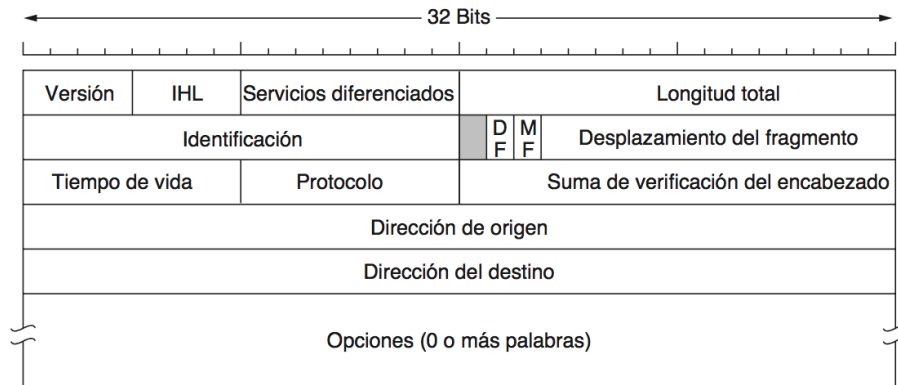 32 Bits
Versión IHL Servicios diferenciados Longitud total
Identificación D F M F Desplazamiento del fragmento
Tiempo de vida Protocolo Suma de verificación del encabezado
Dirección de origen
Dirección del destino
Opciones (0 o más palabras)